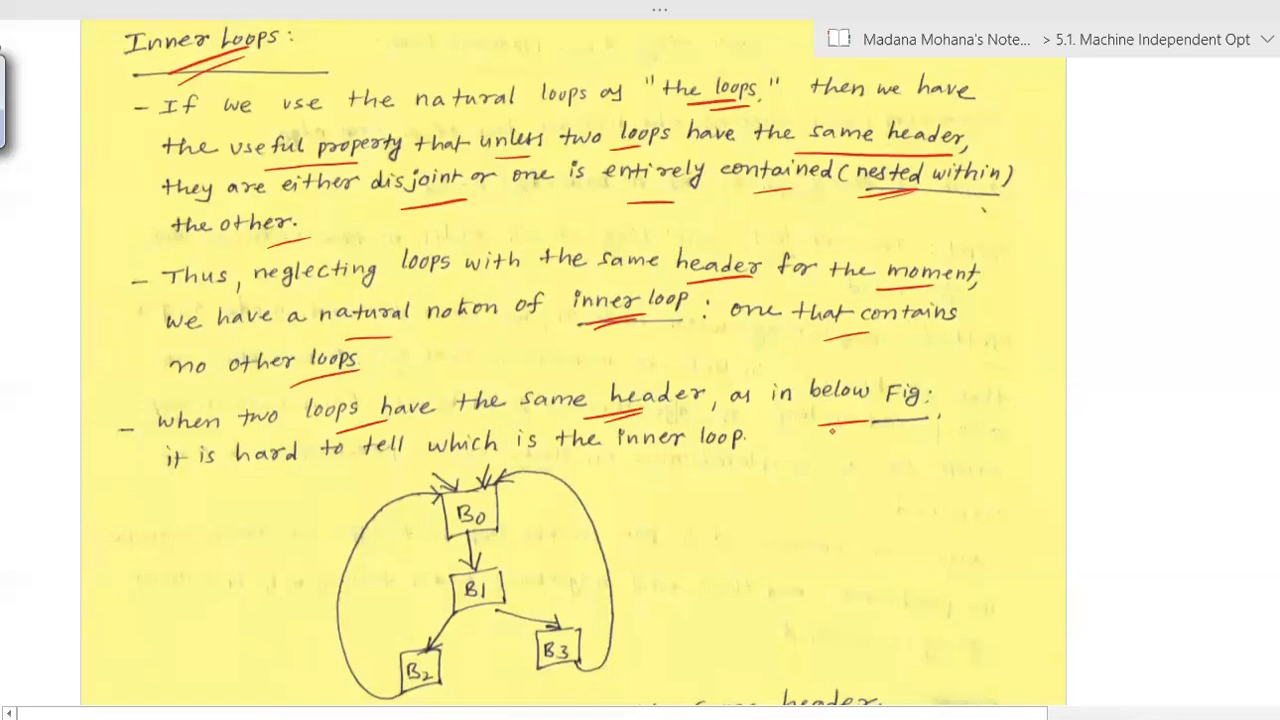 Madana Mohana's Note... > 5.1. Machine Independent Opt
Inner Loops:
- If we use the natural loops as "the loops," then we have
the useful property that unless two loops have the same header,
they are either disjoint or one is entirely contained (nested within)
the other.
- Thus, neglecting loops with the same header for the moment,
we have a natural notion of inner loop: one that contains
no other loops.
- When two loops have the same header, as in below Fig:
it is hard to tell which is the inner loop.
B0
B1
B3
B2
same header.